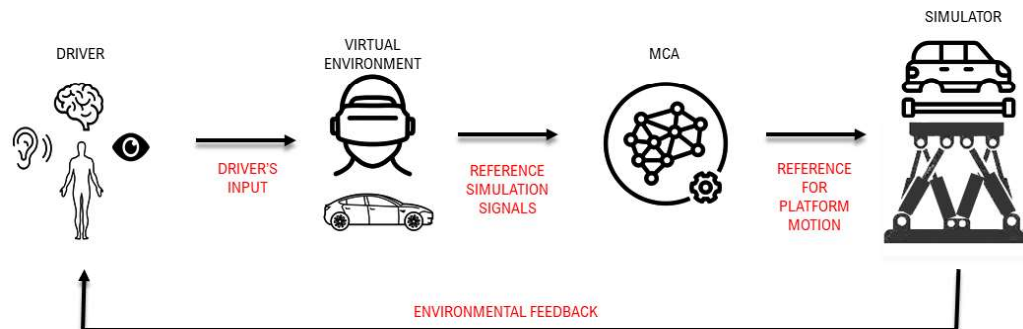 DRIVER
VIRTUAL
ENVIRONMENT
MCA
SIMULATOR
DRIVER'S
INPUT
REFERENCE
SIMULATION
SIGNALS
REFERENCE
FOR
PLATFORM
MOTION
ENVIRONMENTAL FEEDBACK